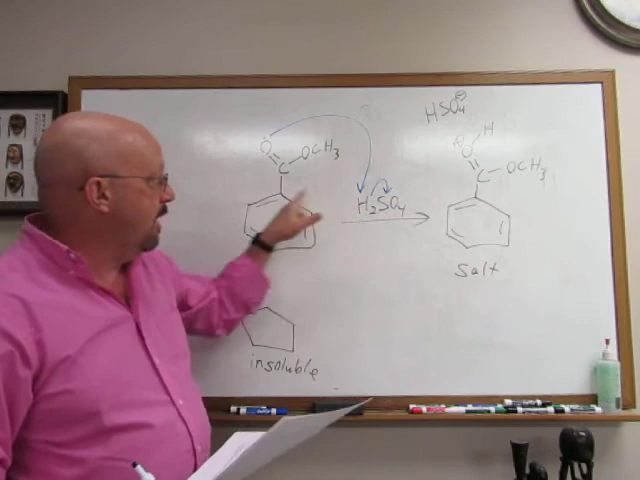 HSO4⊖
O OCH3
C
H2SO4
⊕ H
O
C OCH3
Salt
insoluble